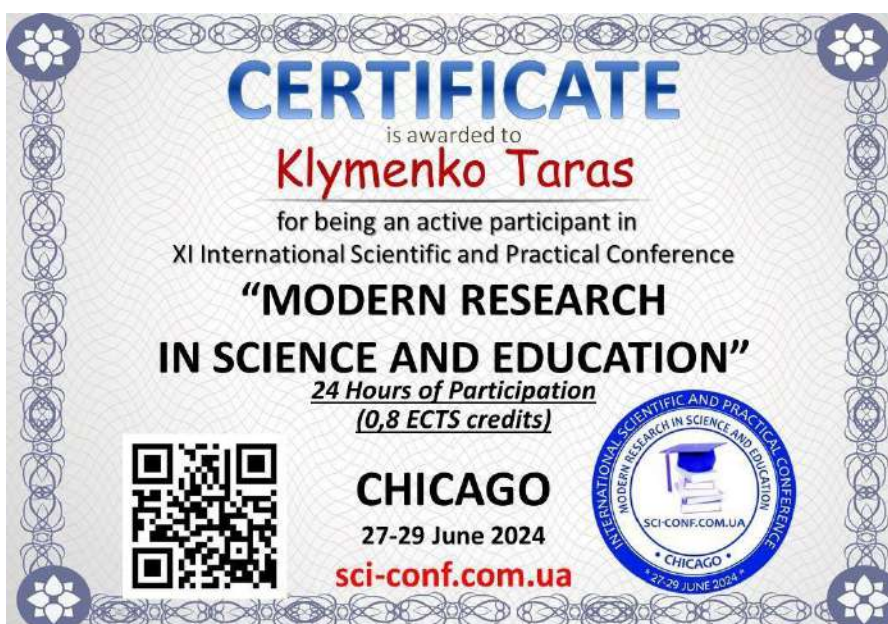 CERTIFICATE
is awarded to
Klymenko Taras
for being an active participant in
XI International Scientific and Practical Conference
“MODERN RESEARCH
IN SCIENCE AND EDUCATION”
24 Hours of Participation
(0,8 ECTS credits)
CHICAGO
27-29 June 2024
sci-conf.com.ua
INTERNATIONAL SCIENTIFIC AND PRACTICAL CONFERENCE
MODERN RESEARCH IN SCIENCE AND EDUCATION
SCI-CONF.COM.UA
• CHICAGO •
* 27-29 JUNE 2024 *